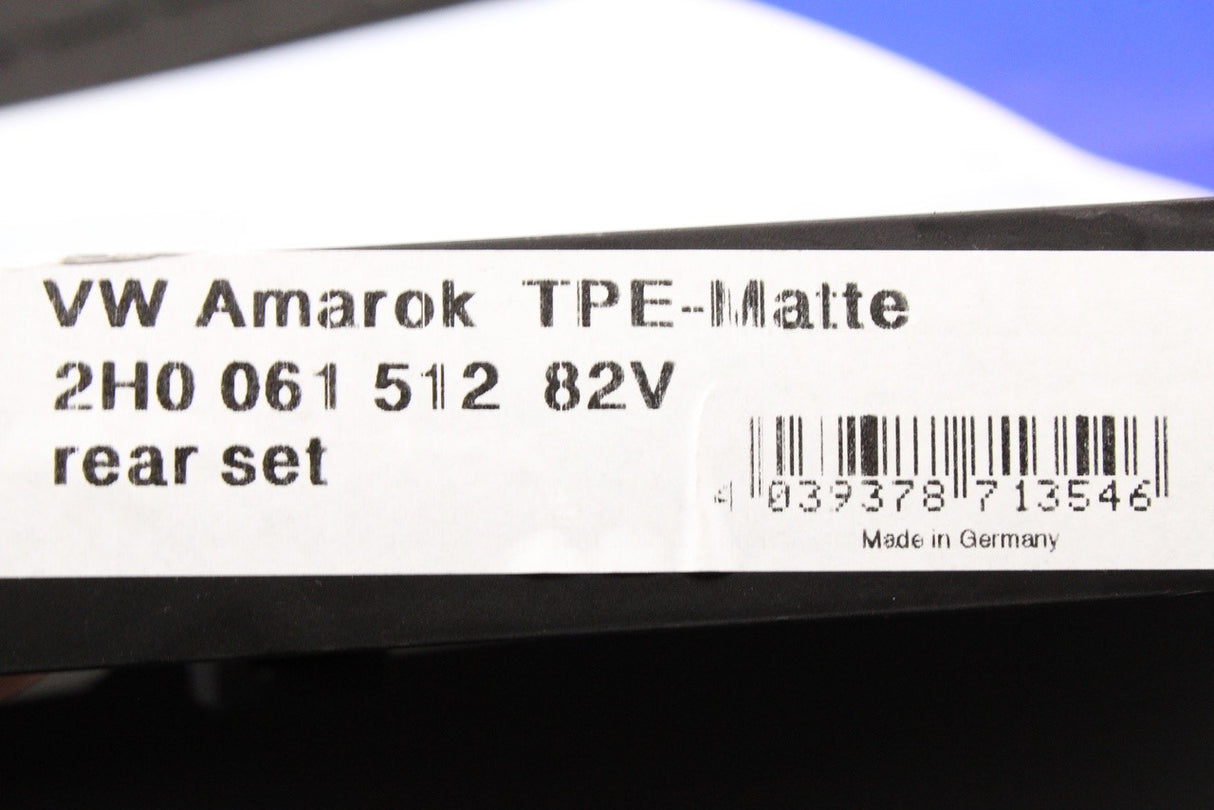 VW Amarok TPE-Matte
2H0 061 512 82V
rear set
4 039378 713546
Made in Germany